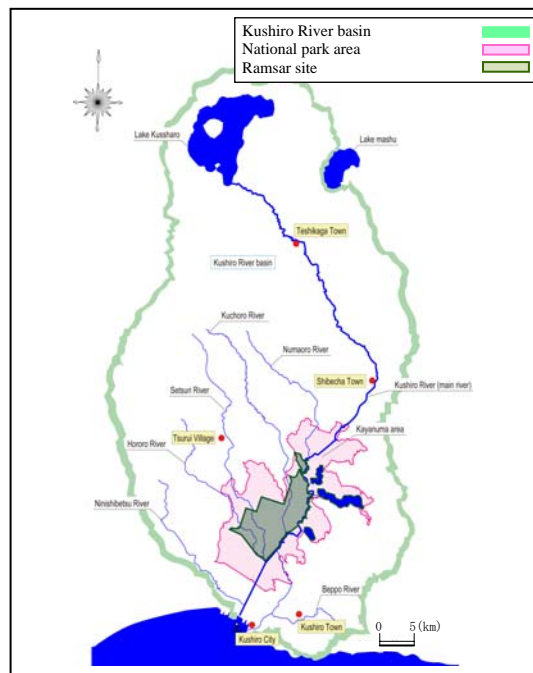 Kushiro River basin
National park area
Ramsar site
Lake Kussharo
Lake mashu
Teshikaga Town
Kushiro River basin
Kuchoro River
Numaoro River
Shibecha Town
Setsuri River
Kushiro River (main river)
Tsurui Village
Kayanuma area
Hororo River
Ninishibetsu River
Beppo River
Kushiro Town
Kushiro City
0 5 (km)